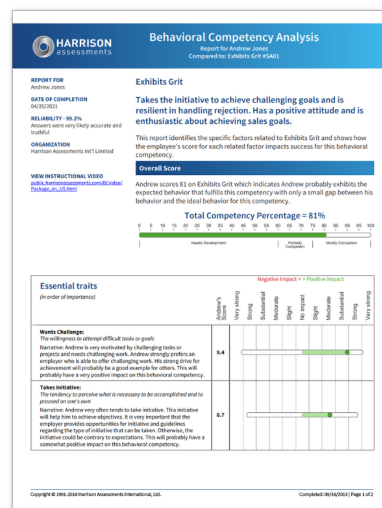 HARRISON
assessments
Behavioral Competency Analysis
Report for Andrew Jones
Compared to: Exhibits Grit #SA01
REPORT FOR
Andrew Jones
DATE OF COMPLETION
04/20/2021
RELIABILITY - 99.2%
Answers were very likely accurate and
truthful
ORGANIZATION
Harrison Assessments Int'l Limited
VIEW INSTRUCTIONAL VIDEO
Exhibits Grit
Takes the initiative to achieve challenging goals and is
resilient in handling rejection. Has a positive attitude and is
enthusiastic about achieving sales goals.
This report identifies the specific factors related to Exhibits Grit and shows how
the employee's score for each related factor impacts success for this behavioral
competency.
Overall Score
Andrew scores 81 on Exhibits Grit which indicates Andrew probably exhibits the
expected behavior that fulfills this competency with only a small gap between his
behavior and the ideal behavior for this competency.
Total Competency Percentage = 81%
0 5 10 15 20 25 30 35 40 45 50 55 60 65 70 75 80 85 90 95 100
Needs Development
Partially
Competent
Mostly Competent
Essential traits
(in order of importance)
Negative Impact < > Positive Impact
Andrew's
Score
Very strong
Strong
Substantial
Moderate
Slight
No impact
Slight
Moderate
Substantial
Strong
Very strong
Wants Challenge:
The willingness to attempt difficult tasks or goals
Narrative: Andrew is very motivated by challenging tasks or
projects and needs challenging work. Andrew strongly prefers an
employer who is able to offer challenging work. His strong drive for
achievement will probably be a good example for others. This will
probably have a very positive impact on this behavioral competency.
9.4
Takes Initiative:
The tendency to perceive what is necessary to be accomplished and to
proceed on one's own
Narrative: Andrew very often tends to take initiative. This initiative
will help him to achieve objectives. It is very important that the
employer provides opportunities for initiative and guidelines
regarding the type of initiative that can be taken. Otherwise, the
initiative could be contrary to expectations. This will probably have a
somewhat positive impact on this behavioral competency.
8.7
Copyright © 1991-2016 Harrison Assessments International, Ltd.
Completed: 09/16/2013 | Page 1 of 2